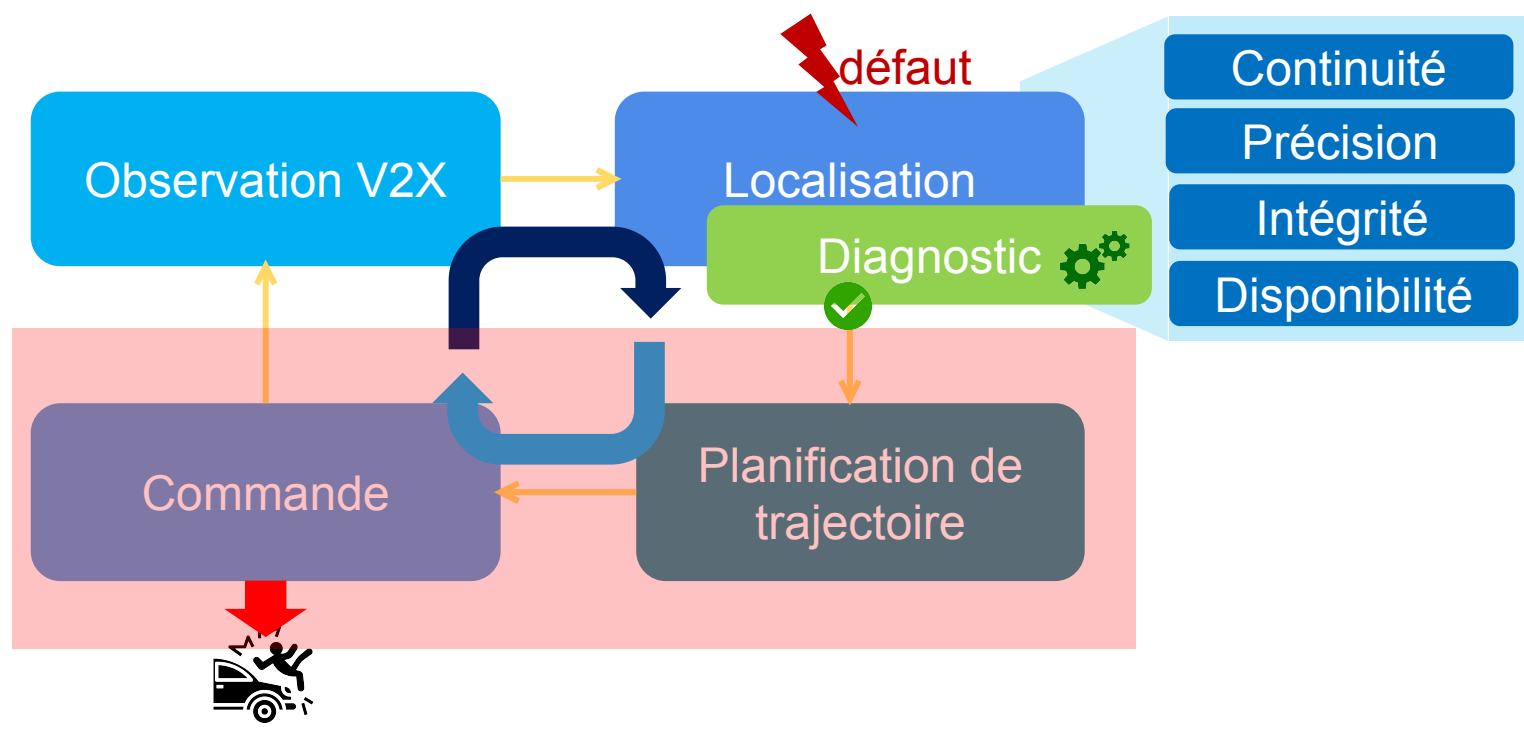 défaut
Observation V2X
Localisation
Diagnostic
Continuité
Précision
Intégrité
Disponibilité
Commande
Planification de
trajectoire